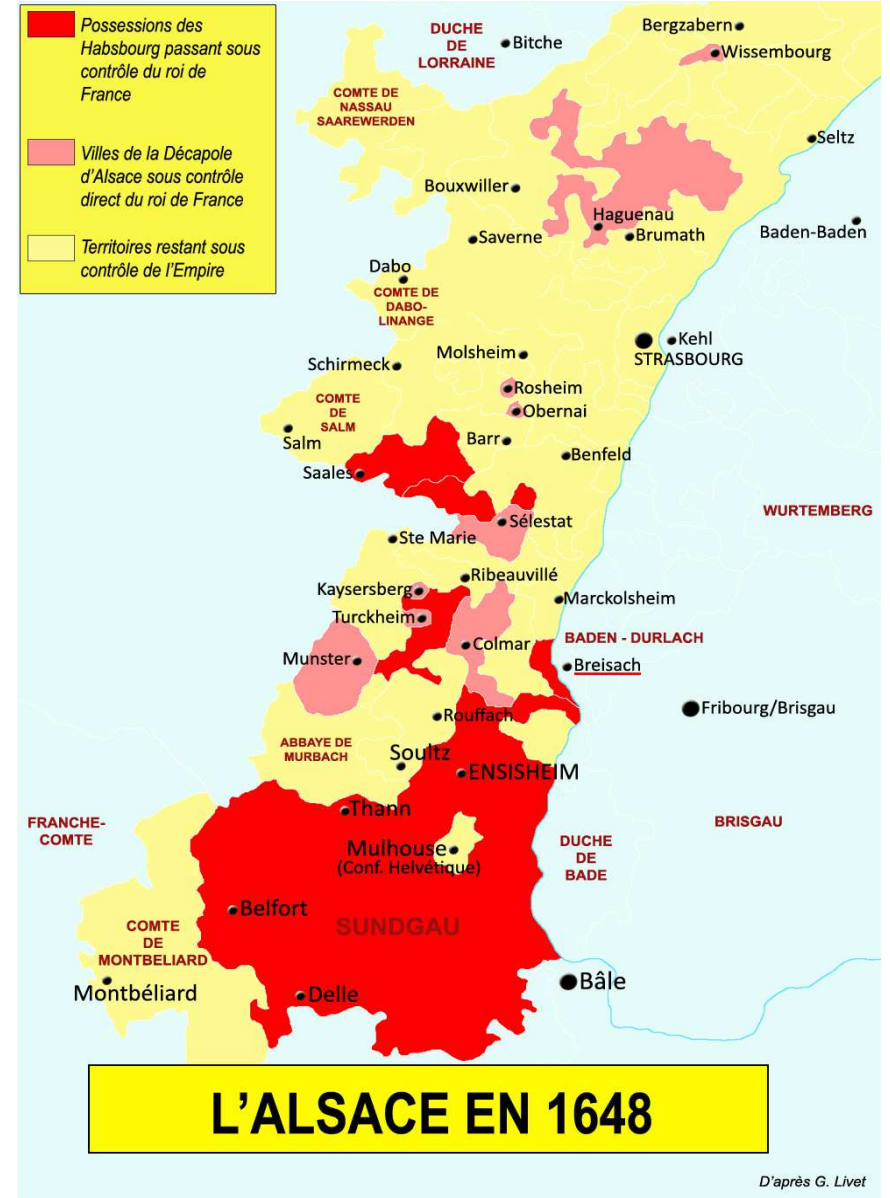 Possessions des
Habsbourg passant sous
contrôle du roi de
France
Villes de la Décapole
d'Alsace sous contrôle
direct du roi de France
Territoires restant sous
contrôle de l'Empire
DUCHE
DE
LORRAINE
Bitche
Bergzabern
Wissembourg
COMTE DE
NASSAU
SAAREWERDEN
Seltz
Bouxwiller
Haguenau
Brumath
Baden-Baden
Saverne
Dabo
COMTE DE
DABO-
LINANGE
Kehl
STRASBOURG
Molsheim
Schirmeck
Rosheim
Obernai
COMTE
DE
SALM
Salm
Barr
Benfeld
Saales
WURTEMBERG
Sélestat
Ste Marie
Ribeauvillé
Kaysersberg
Marckolsheim
Turckheim
BADEN - DURLACH
Colmar
Munster
Breisach
Fribourg/Brisgau
Rouffach
ABBAYE DE
MURBACH
Soultz
ENSISHEIM
Thann
FRANCHE-
COMTE
BRISGAU
Mulhouse
(Conf. Helvétique)
DUCHE
DE
BADE
Belfort
SUNDGAU
COMTE
DE
MONTBELIARD
Montbéliard
Delle
Bâle
L'ALSACE EN 1648
D'après G. Livet